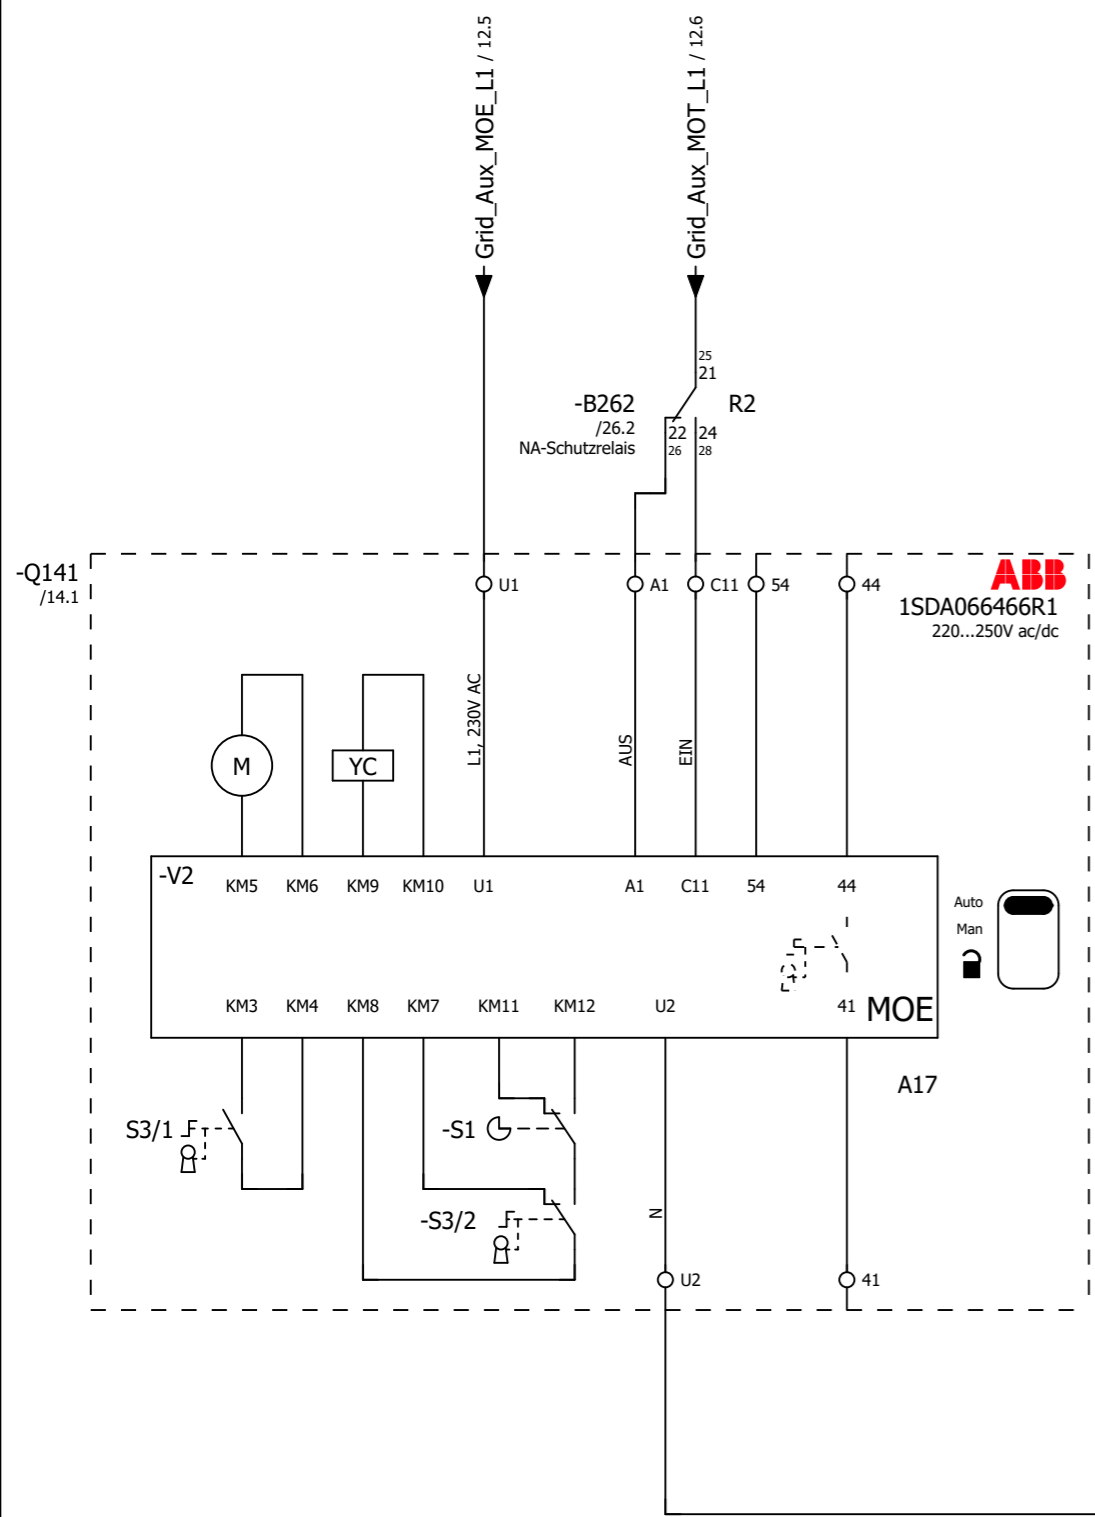 Grid_Aux_MOE_L1 / 12.5
Grid_Aux_MOT_L1 / 12.6
25
21
-B262
R2
/26.2
NA-Schutzrelais
22
24
26
28
-Q141
/14.1
U1
A1
C11
54
44
ABB
1SDA066466R1
220...250V ac/dc
L1, 230V AC
AUS
EIN
M
YC
-V2
KM5
KM6
KM9
KM10
U1
A1
C11
54
44
Auto
Man
KM3
KM4
KM8
KM7
KM11
KM12
U2
41
MOE
A17
S3/1
-S1
-S3/2
N
U2
41